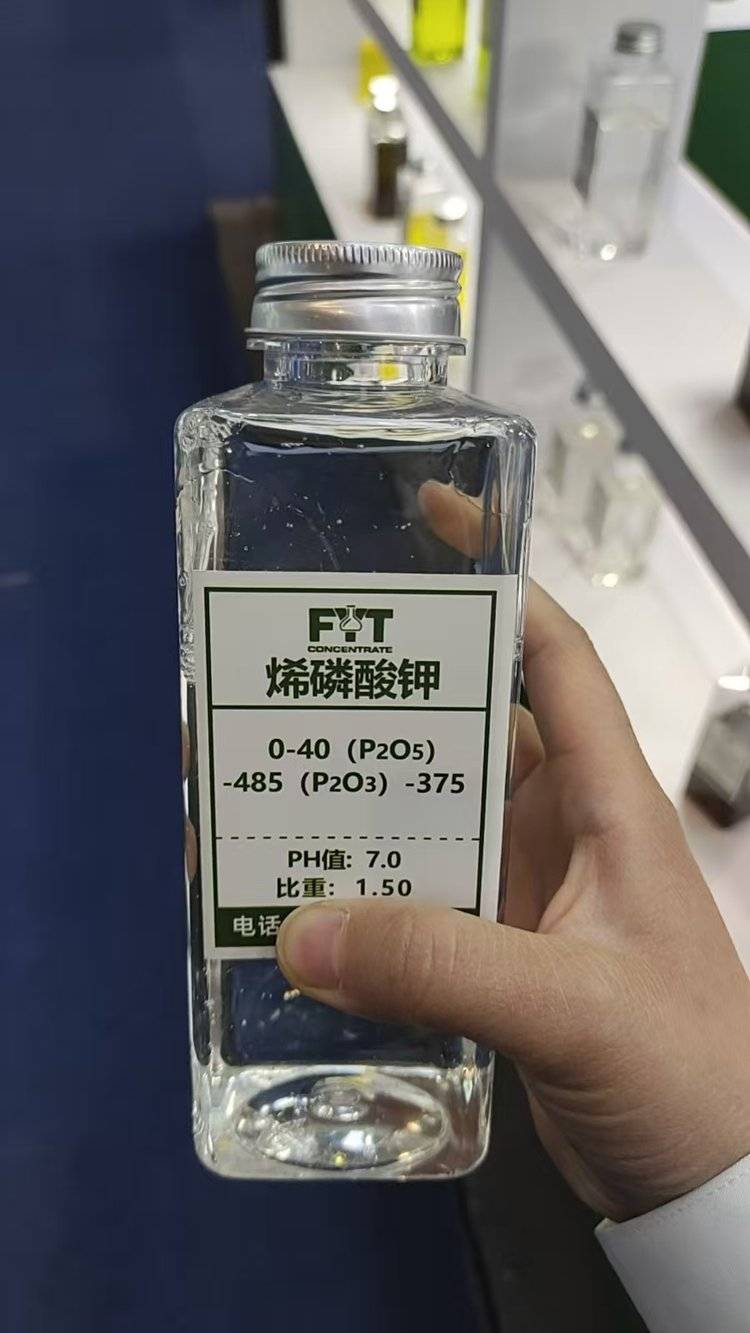 FYT
CONCENTRATE
烯磷酸钾
0-40（P2O5）
-485（P2O3）-375
PH值: 7.0
比重: 1.50
电话